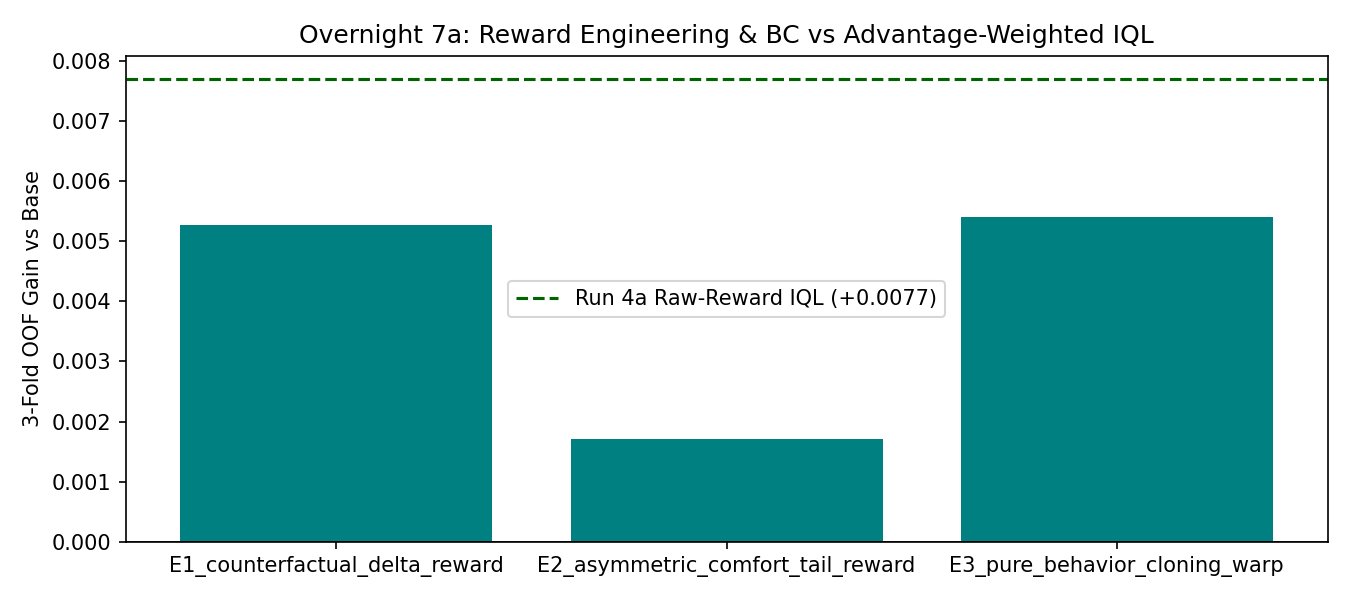 Overnight 7a: Reward Engineering & BC vs Advantage-Weighted IQL
3-Fold OOF Gain vs Base
0.008
0.007
0.006
0.005
0.004
0.003
0.002
0.001
0.000
Run 4a Raw-Reward IQL (+0.0077)
E1_counterfactual_delta_reward
E2_asymmetric_comfort_tail_reward
E3_pure_behavior_cloning_warp